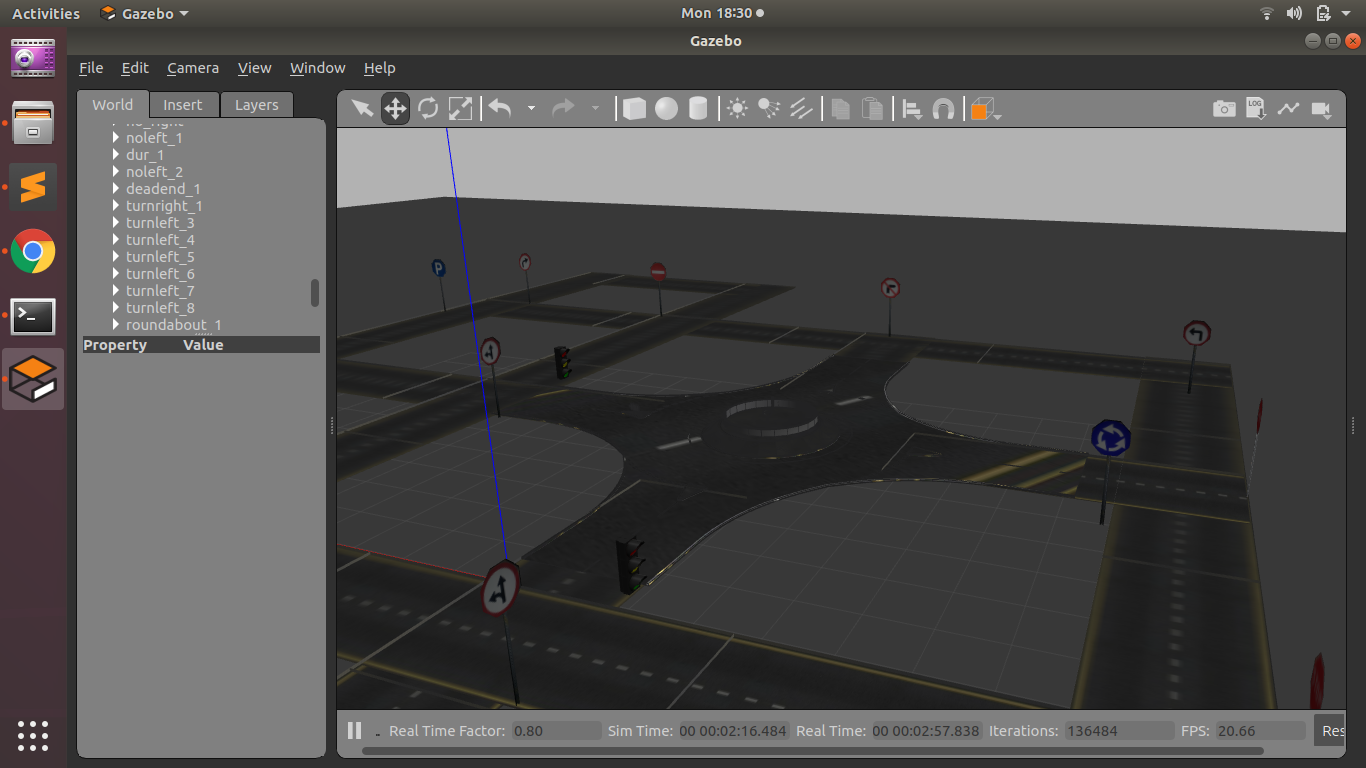 Activities Gazebo Mon 18:30
Gazebo
File Edit Camera View Window Help
World Insert Layers
LOG
no_right
noleft_1
dur_1
noleft_2
deadend_1
turnright_1
turnleft_3
turnleft_4
turnleft_5
turnleft_6
turnleft_7
turnleft_8
roundabout_1
Property Value
P
Real Time Factor: 0.80 Sim Time: 00 00:02:16.484 Real Time: 00 00:02:57.838 Iterations: 136484 FPS: 20.66 Res